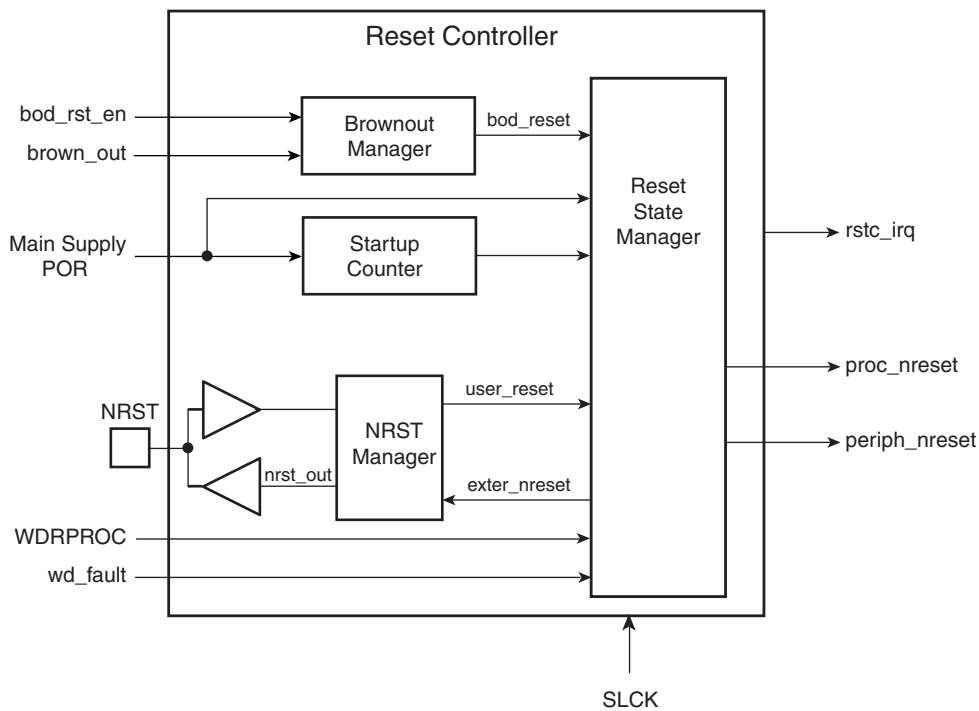 Reset Controller
bod_rst_en
brown_out
Brownout
Manager
bod_reset
Main Supply
POR
Startup
Counter
Reset
State
Manager
rstc_irq
proc_nreset
periph_nreset
NRST
NRST
Manager
user_reset
nrst_out
exter_nreset
WDRPROC
wd_fault
SLCK